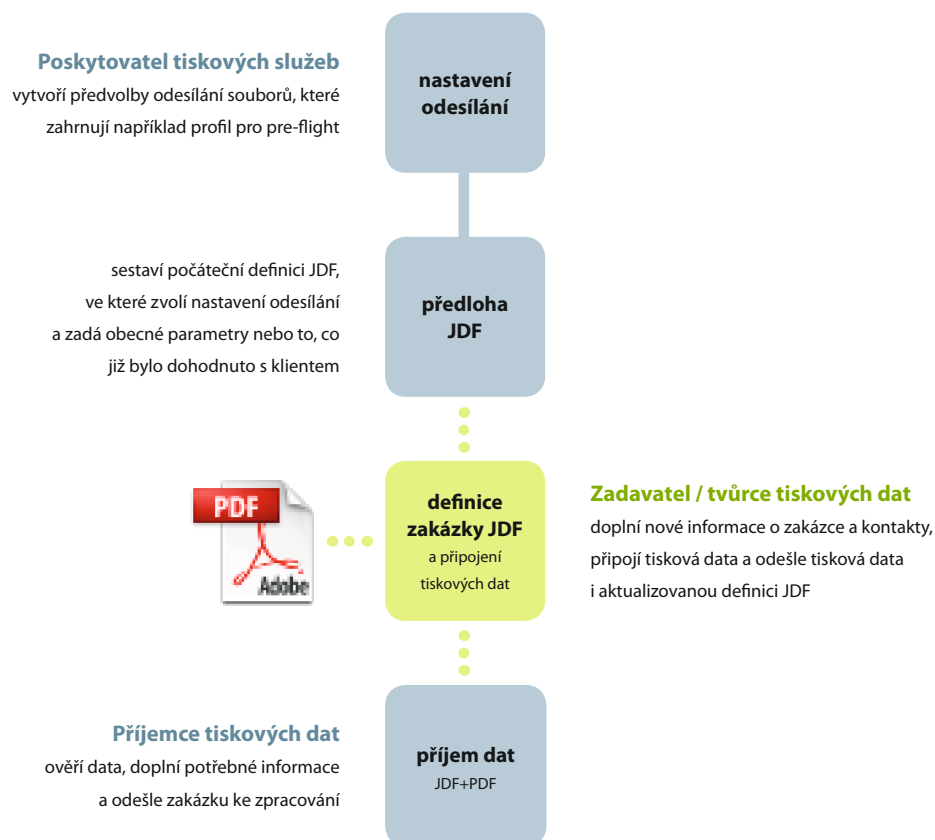 Poskytovatel tiskových služeb
vytvoří předvolby odesílání souborů, které
zahrnují například profil pro pre-flight
nastavení
odesílání
sestaví počáteční definici JDF,
ve které zvolí nastavení odesílání
a zadá obecné parametry nebo to, co
již bylo dohodnuto s klientem
předloha
JDF
PDF
Adobe
definice
zakázky JDF
a připojení
tiskových dat
Zadavatel / tvůrce tiskových dat
doplní nové informace o zakázce a kontakty,
připojí tisková data a odešle tisková data
i aktualizovanou definici JDF
Příjemce tiskových dat
ověří data, doplní potřebné informace
a odešle zakázku ke zpracování
příjem dat
JDF+PDF